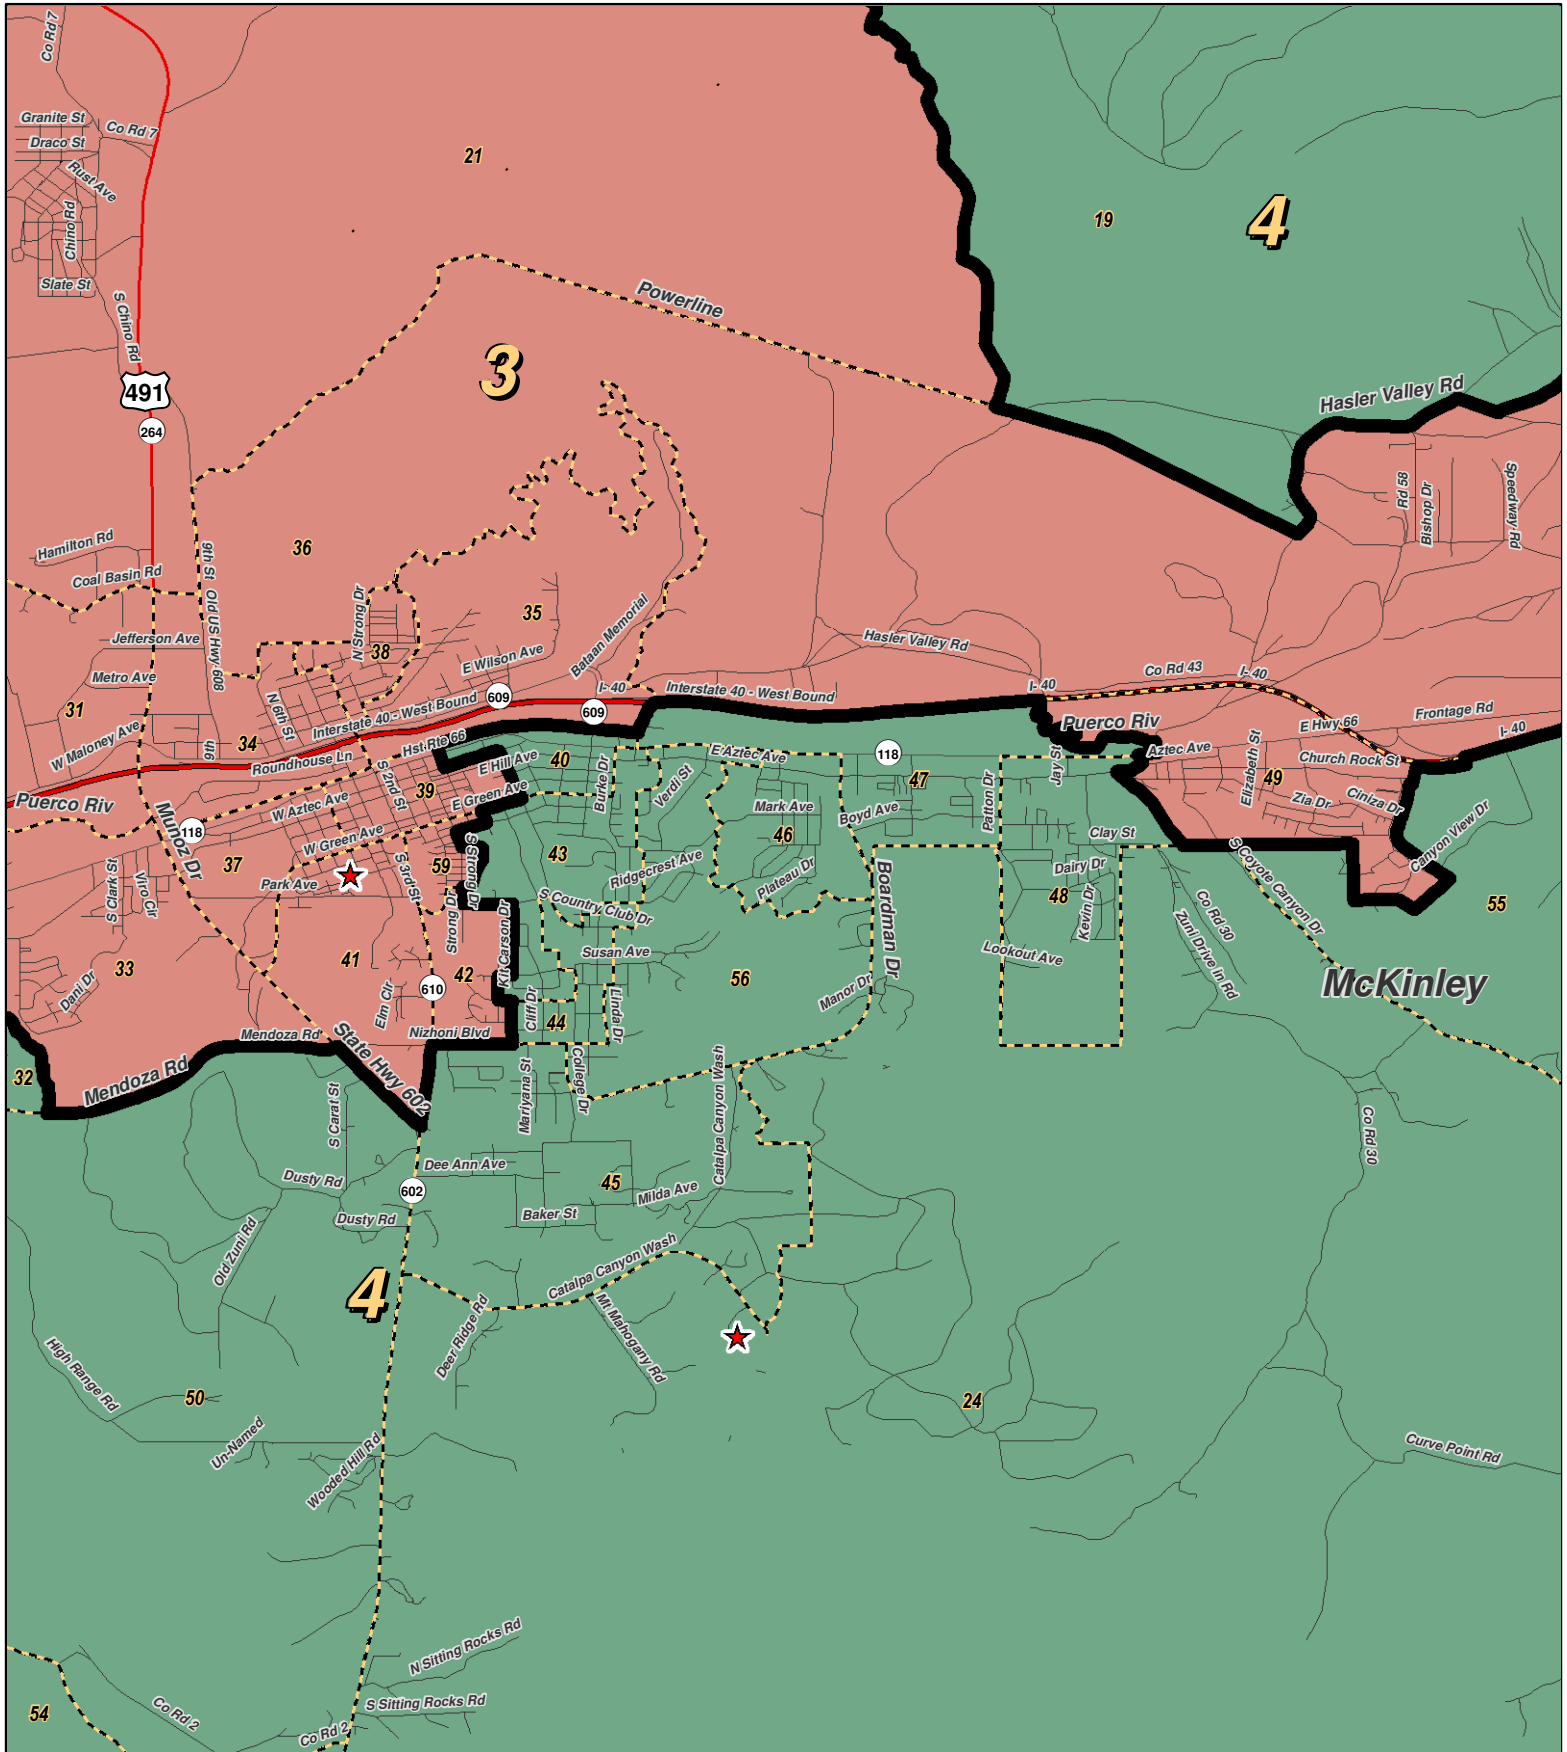 Co Rd 7
Granite St
Co Rd 7
Draco St
Rust Ave
21
Chino Rd
19
4
Slate St
S Chino Rd
Powerline
3
491
Hasler Valley Rd
264
Rd 58
Bishop Dr
Speedway Rd
Hamilton Rd
36
9th St
Coal Basin Rd
Old US Hwy 608
N Strong Dr
35
Bataan Memorial
Jefferson Ave
38
E Wilson Ave
Hasler Valley Rd
Metro Ave
Co Rd 43
I- 40
I- 40
609
I- 40
Interstate 40 - West Bound
31
N 6th St
Interstate 40 - West Bound
609
Puerco Riv
E Hwy 66
Frontage Rd
W Maloney Ave
9th
34
Hst Rte 66
I- 40
Roundhouse Ln
S 2nd St
E Hill Ave
40
E Aztec Ave
118
Aztec Ave
Church Rock St
Burke Dr
Verdi St
47
Jay St
Elizabeth St
49
Puerco Riv
Munoz Dr
W Aztec Ave
39
E Green Ave
Mark Ave
Boyd Ave
Patton Dr
Zia Dr
Ciniza Dr
118
W Green Ave
46
Clay St
Canyon View Dr
37
S 3rd St
59
S Strong Dr
43
Ridgecrest Ave
Plateau Dr
Boardman Dr
Dairy Dr
S Coyote Canyon Dr
S Clark St
Viro Cir
Park Ave
S Country Club Dr
48
Kevin Dr
Co Rd 30
55
Strong Dr
Kit Carson Dr
Zuni Drive In Rd
33
41
42
Susan Ave
56
Lookout Ave
McKinley
Dani Dr
610
Elm Cir
Cliff Dr
Linda Dr
Manor Dr
44
Mendoza Rd
State Hwy 602
Nizhoni Blvd
32
Mendoza Rd
S Carat St
Mariyana St
College Dr
Catalpa Canyon Wash
Co Rd 30
Dee Ann Ave
Dusty Rd
602
45
Milda Ave
Dusty Rd
Baker St
Old Zuni Rd
Catalpa Canyon Wash
4
Deer Ridge Rd
Mt Mahogany Rd
High Range Rd
50
24
Un-Named
Wooded Hill Rd
Curve Point Rd
N Sitting Rocks Rd
54
Co Rd 2
S Sitting Rocks Rd
Co Rd 2